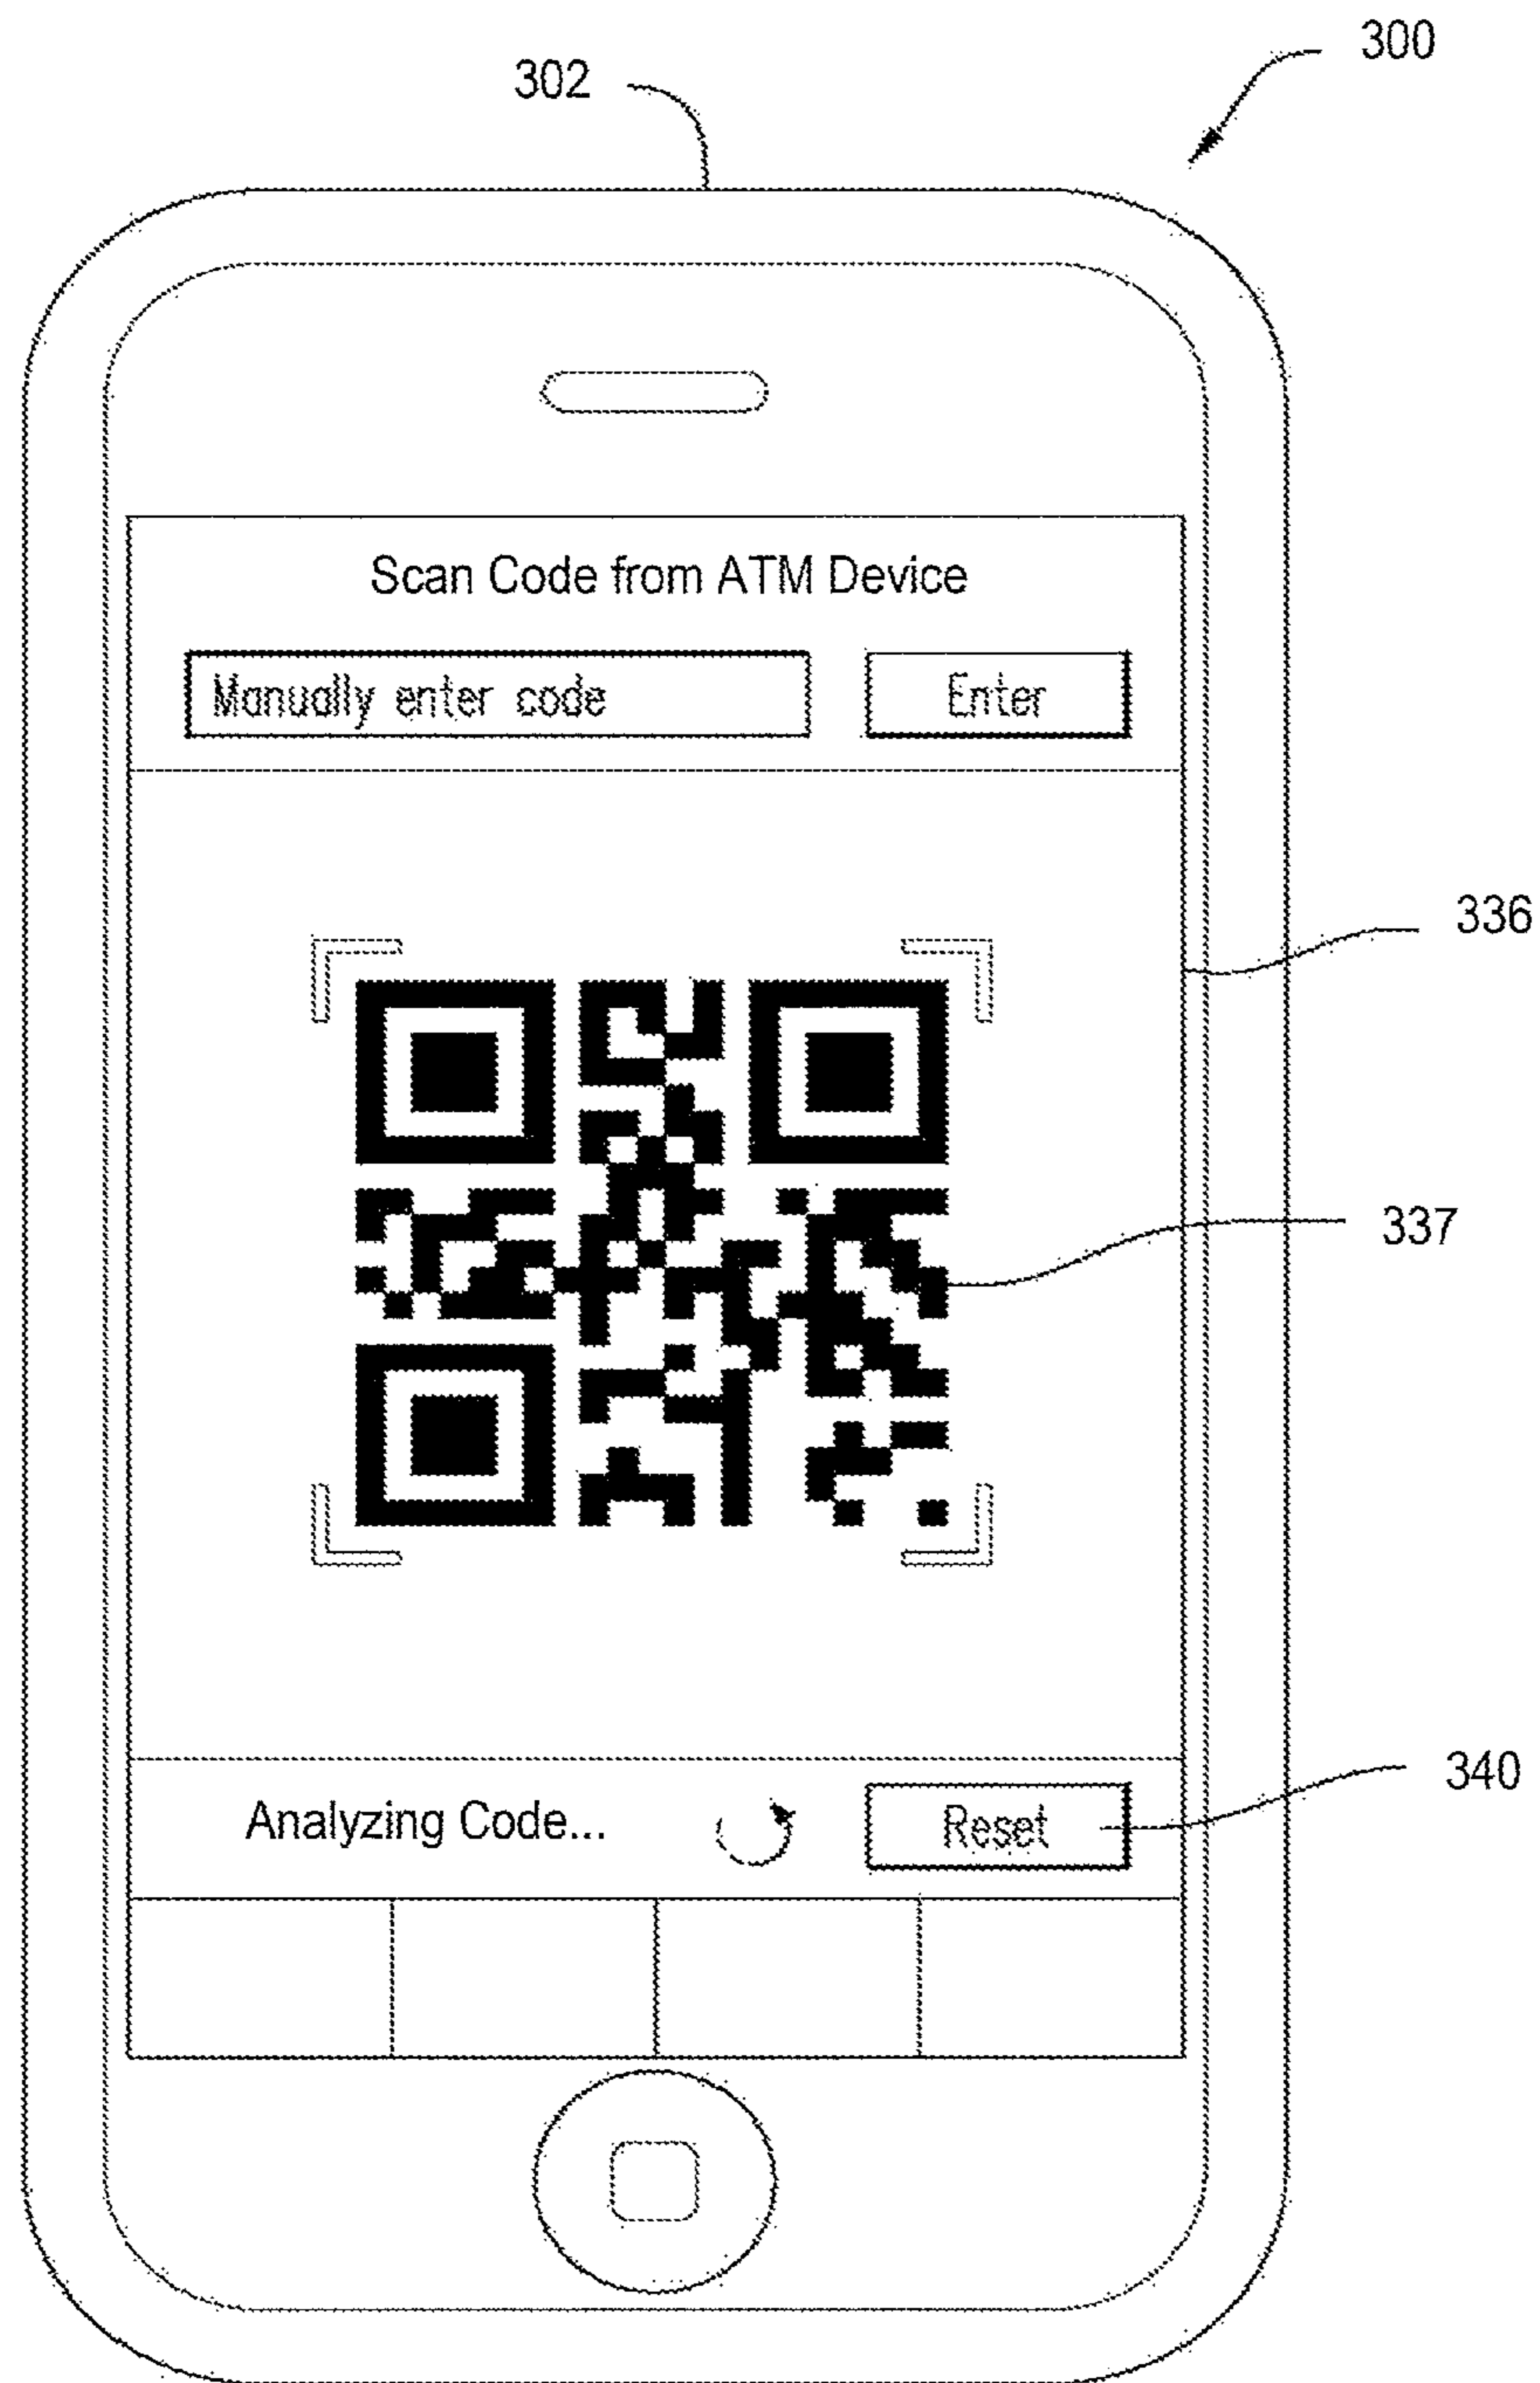 300
302
Scan Code from ATM Device
Manually enter code
Enter
336
337
340
Analyzing Code...
Reset